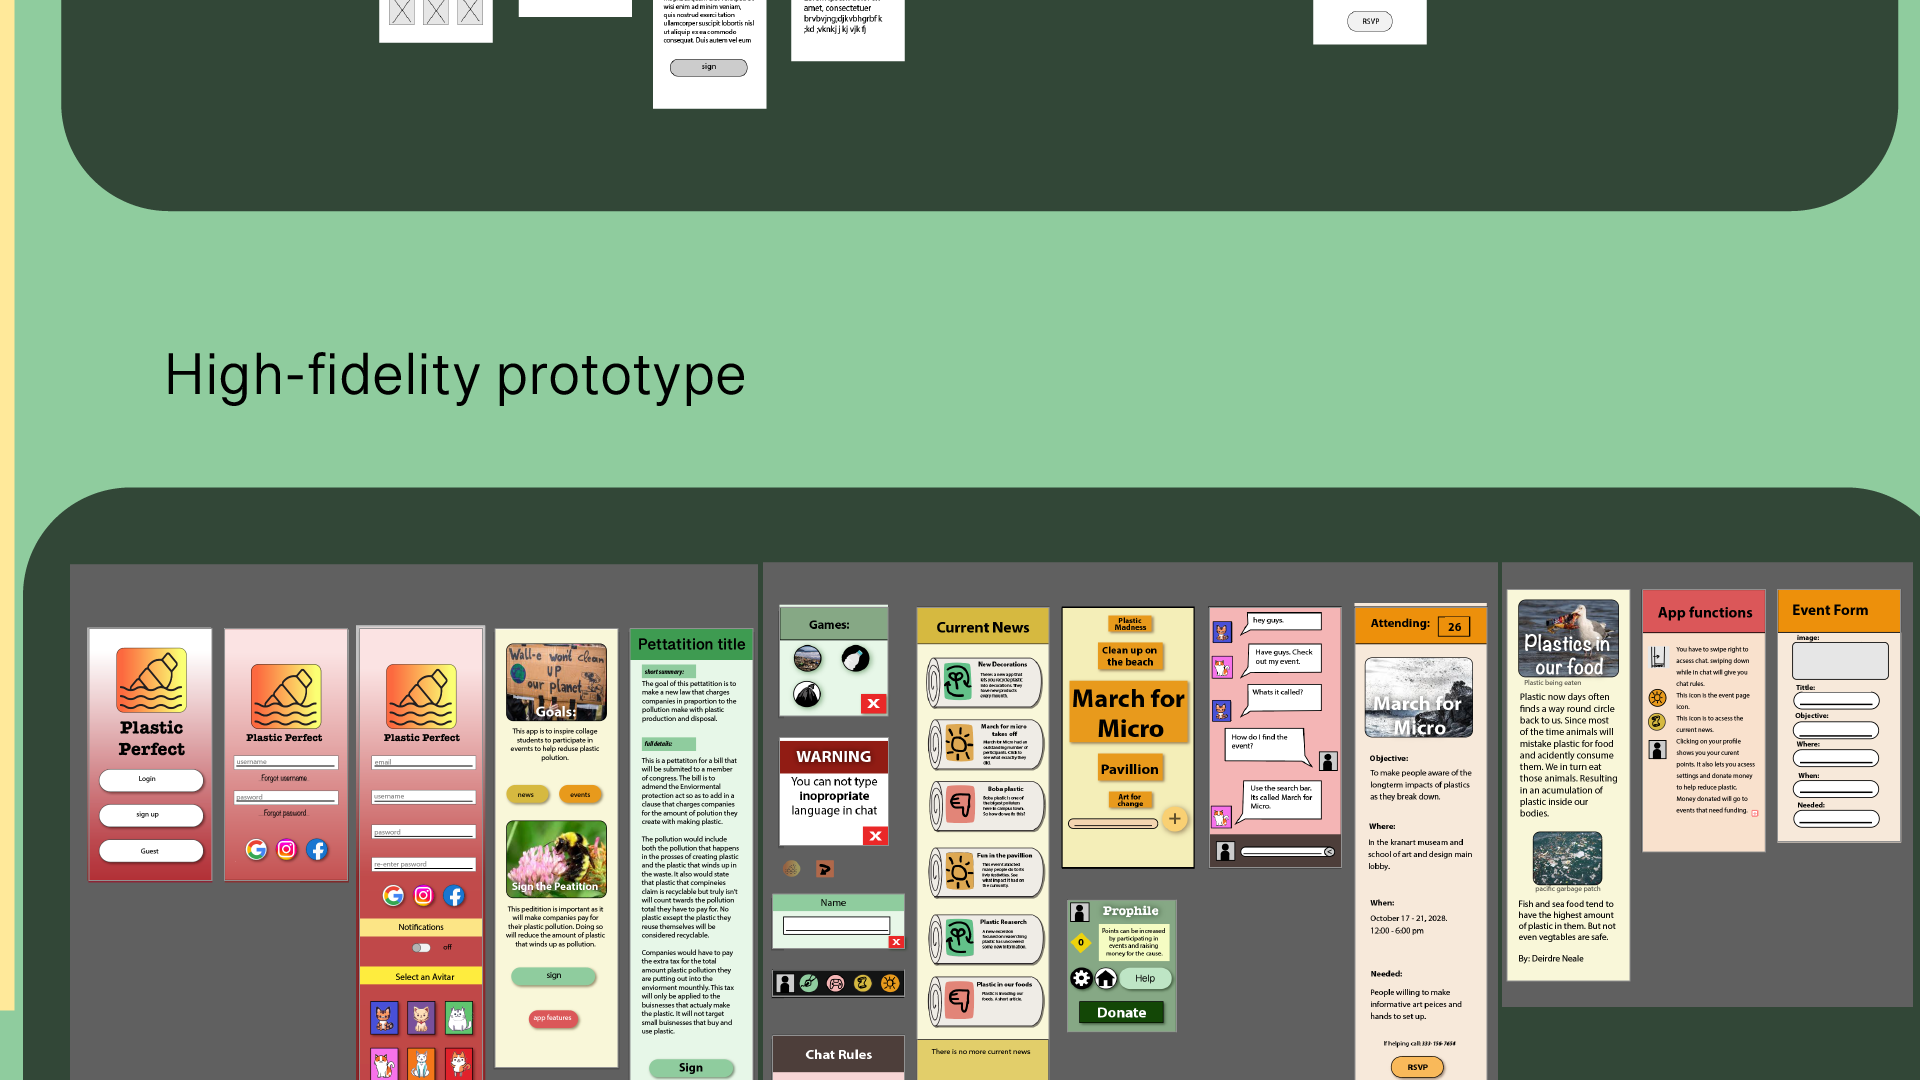 wisi enim ad minim veniam,
quis nostrud exerci tation
ullamcorper suscipit lobortis nisl
ut aliquip ex ea commodo
consequat. Duis autem vel eum
sign
amet, consectetuer
brvbvjng;djkvbhgrbf k
;kd ;vknkj j kj vjk fj
RSVP
High-fidelity prototype
Plastic
Perfect
Login
sign up
Guest
Plastic Perfect
username
Forgot username.
pasword
Forgot pasword.
Plastic Perfect
email
username
pasword
re-enter pasword
Notifications
off
Select an Avitar
Wall-e wont clean
UP
our planet
Goals:
This app is to inspire collage
students to participate in
evernts to help reduse plastic
polution.
news
events
Sign the Peatition
This peditition is important as it
will make companies pay for
their plastic polution. Doing so
will reduce the amount of plastic
that winds up as polution.
sign
app features
Pettatition title
short summary:
The goal of this pettatition is to
make a new law that charges
companies in praportion to the
polution make with plastic
production and disposal.
full details:
This is a pettatiton for a bill that
will be submited to a member
of congress. The bill is to
admend the Enviormental
protection act so as to add in a
clause that charges companies
for the amount of polution they
create with making plastic.
The pollution would include
both the pollution that happens
in the prosses of creating plastic
and the plastic that winds up in
the waste. It also would state
that plastic that compineies
claim is recyclable but truly isn't
will count twards the pollution
total they have to pay for. No
plastic except the plastic they
reuse themselves will be
considered recyclable.
Companies would have to pay
the extra tax for the total
amount plastic pollution they
are putting out into the
enviorment mounthly. This tax
will only be applied to the
buisnesses that actualy make
the plastic. It will not target
small buisnesses that buy and
use plastic.
Sign
Games:
X
WARNING
You can not type
inopropriate
language in chat
X
Name
X
Chat Rules
Current News
New Decorations
March for micro
takes off
Boba plastic
Fun in the pavillion
Plastic Reaserch
Plastic in our foods
There is no more current news
Plastic
Madness
Clean up on
the beach
March for
Micro
Pavillion
Art for
change
+
Prophile
0
Points can be increased
by participating in
events and raising
money for the cause.
Help
Donate
hey guys.
Have guys. Check
out my event.
Whats it called?
How do I find the
event?
Use the search bar.
Its called March for
Micro.
Attending:
26
March for
Micro
Objective:
To make people aware of the
longterm impacts of plastics
as they break down.
Where:
In the kranart museam and
school of art and design main
lobby.
When:
October 17 - 21, 2028.
12:00 - 6:00 pm
Needed:
People willing to make
informative art peices and
hands to set up.
RSVP
Plastics in
our food
Plastic being eaten
Plastic now days often
finds a way round circle
back to us. Since most
of the time animals will
mistake plastic for food
and acidently consume
them. We in turn eat
those animals. Resulting
in an acumulation of
plastic inside our
bodies.
pacific garbage patch
Fish and sea food tend to
have the highest amount
of plastic in them. But not
even vegtables are safe.
By: Deirdre Neale
App functions
You have to swipe right to
acsess chat. swiping down
while in chat will give you
chat rules.
This icon is the event page
icon.
This icon is to acsess the
current news.
Clicking on your profile
shows you your curent
points. It also lets you acsess
settings and donate money
to help reduce plastic.
Money donated will go to
events that need funding.
Event Form
image:
Title:
Objective:
Where:
When:
Needed: